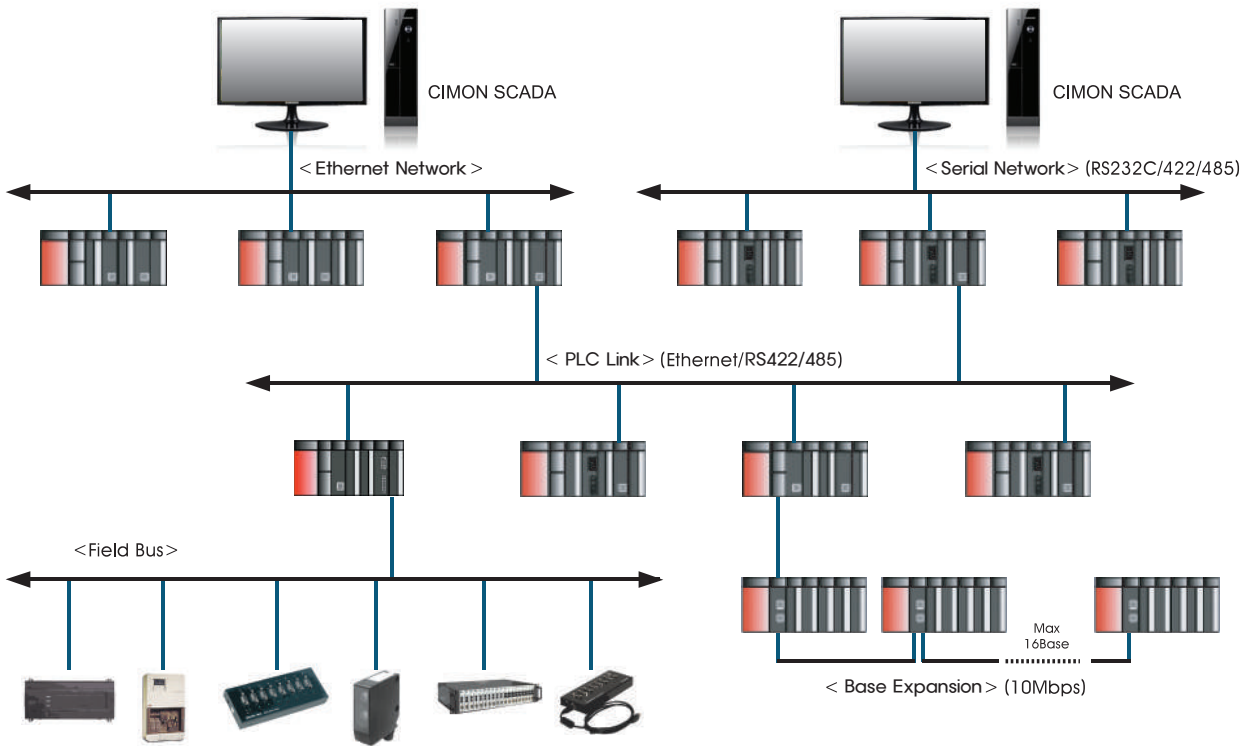 CIMON SCADA
CIMON SCADA
< Ethernet Network >
< Serial Network > (RS232C/422/485)
< PLC Link > (Ethernet/RS422/485)
<Field Bus>
Max
16Base
< Base Expansion > (10Mbps)